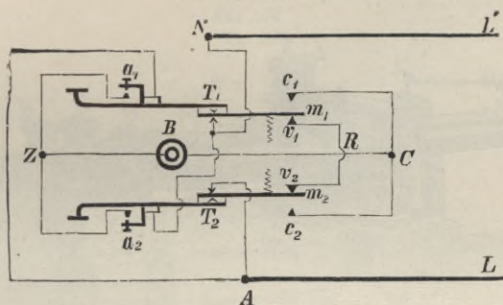 N L'
a₁ T₁ c₁
m₁
B v₁ R
Z C
v₂
m₂
a₂ T₂ c₂
L
A